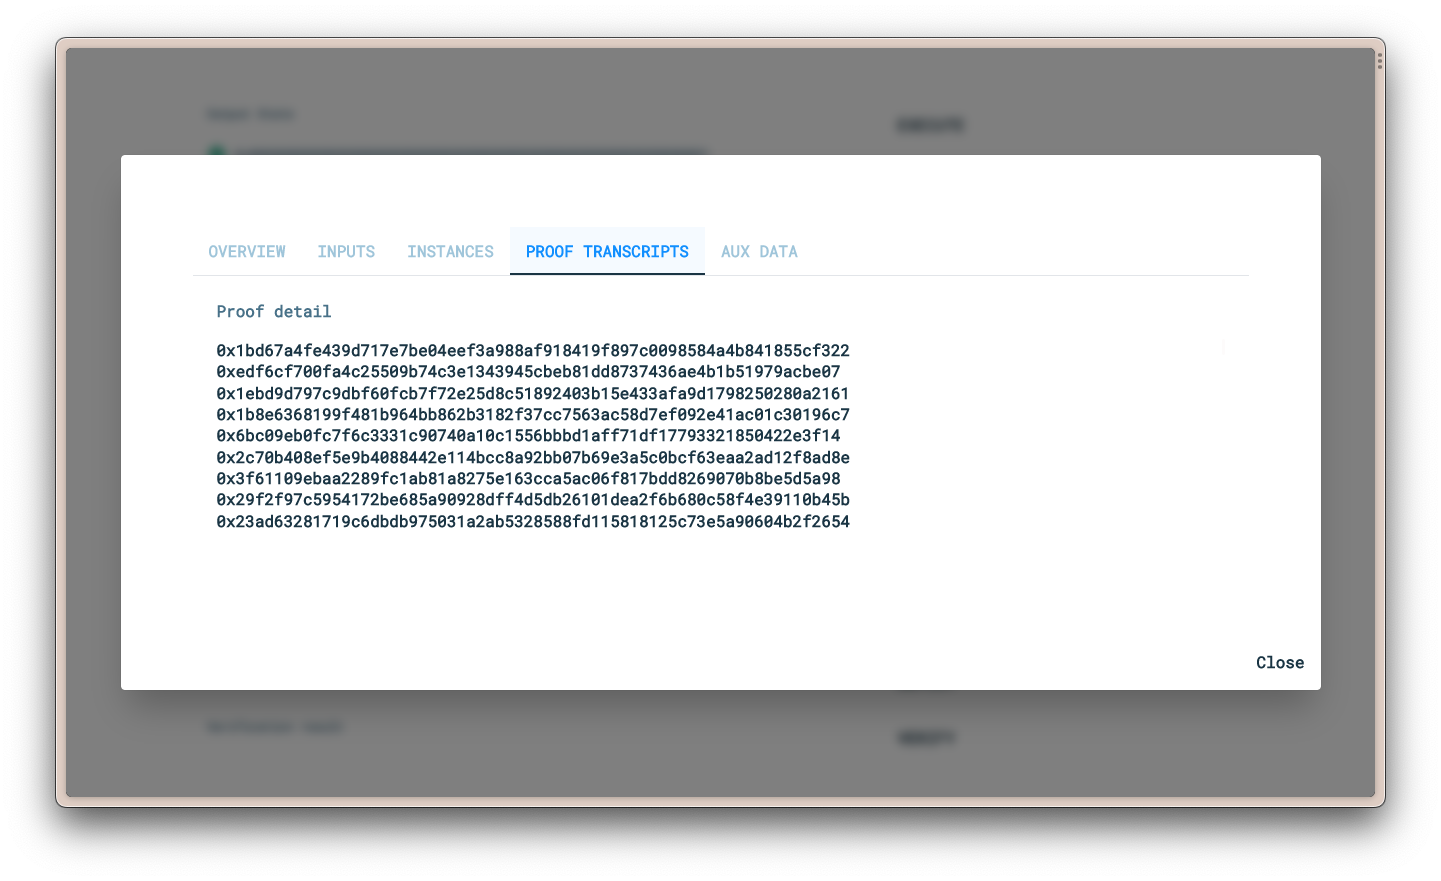 OVERVIEW INPUTS INSTANCES PROOF TRANSCRIPTS AUX DATA
Proof detail
0x1bd67a4fe439d717e7be04eef3a988af918419f897c0098584a4b841855cf322
0xedf6cf700fa4c25509b74c3e1343945cbeb81dd8737436ae4b1b51979acbe07
0x1ebd9d797c9dbf60fcb7f72e25d8c51892403b15e433afa9d1798250280a2161
0x1b8e6368199f481b964bb862b3182f37cc7563ac58d7ef092e41ac01c30196c7
0x6bc09eb0fc7f6c3331c90740a10c1556bbbd1aff71df17793321850422e3f14
0x2c70b408ef5e9b4088442e114bcc8a92bb07b69e3a5c0bcf63eaa2ad12f8ad8e
0x3f61109ebaa2289fc1ab81a8275e163cca5ac06f817bdd8269070b8be5d5a98
0x29f2f97c5954172be685a90928dff4d5db26101dea2f6b680c58f4e39110b45b
0x23ad63281719c6dbdb975031a2ab5328588fd115818125c73e5a90604b2f2654
Close